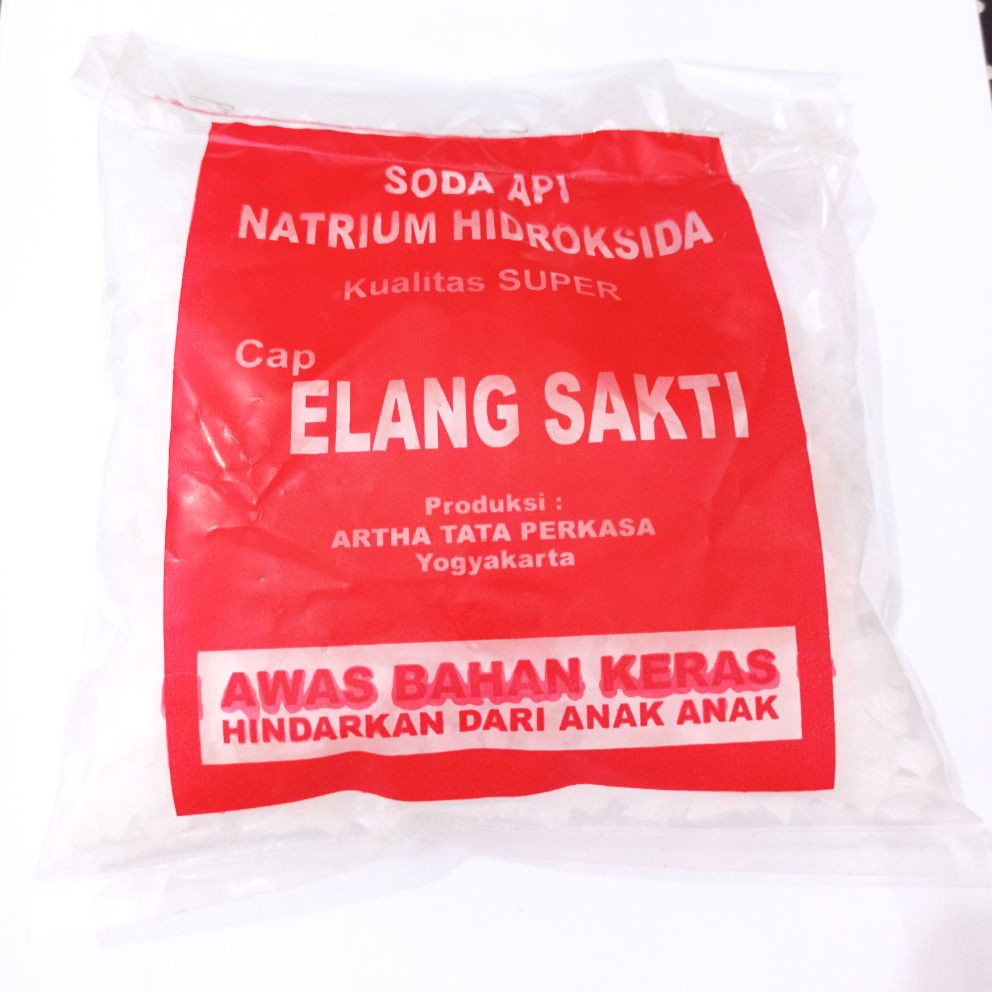 SODA API
NATRIUM HIDROKSIDA
Kualitas SUPER
Cap
ELANG SAKTI
Produksi :
ARTHA TATA PERKASA
Yogyakarta
AWAS BAHAN KERAS
HINDARKAN DARI ANAK ANAK